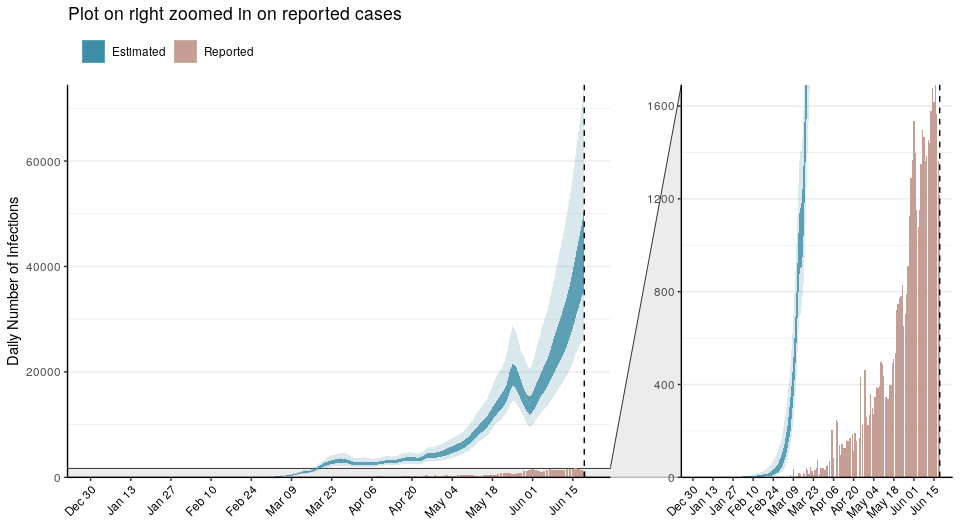 Plot on right zoomed in on reported cases
Estimated Reported
Daily Number of Infections
60000
40000
20000
0
Dec 30 Jan 13 Jan 27 Feb 10 Feb 24 Mar 09 Mar 23 Apr 06 Apr 20 May 04 May 18 Jun 01 Jun 15
1600
1200
800
400
0
Dec 30 Jan 13 Jan 27 Feb 10 Feb 24 Mar 09 Mar 23 Apr 06 Apr 20 May 04 May 18 Jun 01 Jun 15